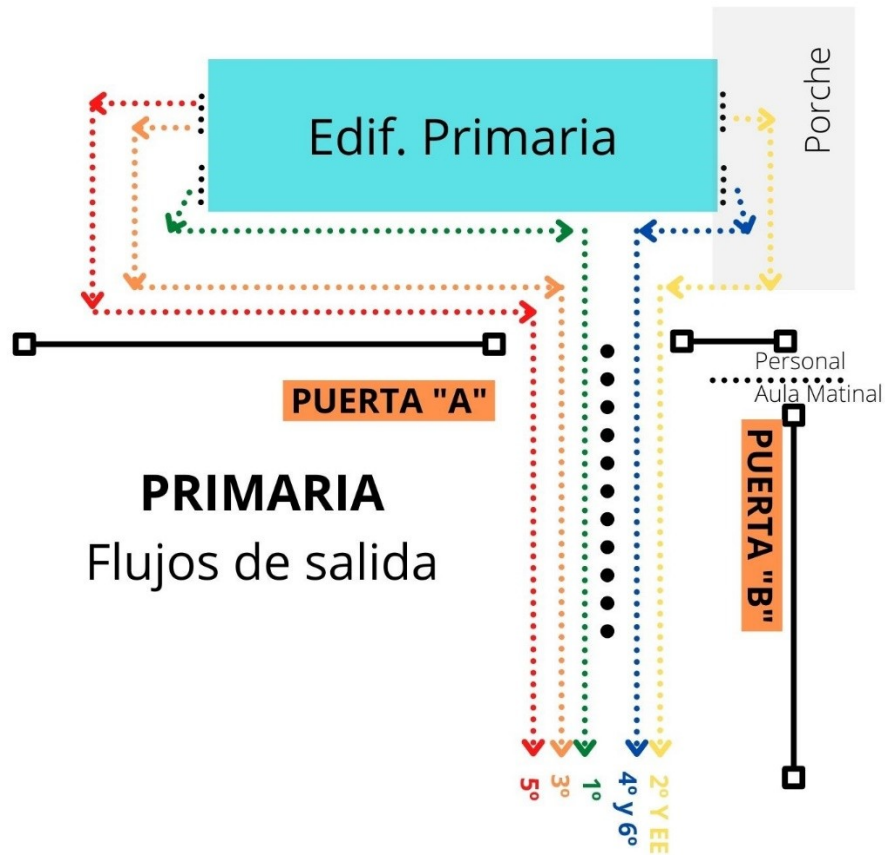 Edif. Primaria
Porche
Personal
Aula Matinal
PUERTA "A"
PUERTA "B"
PRIMARIA
Flujos de salida
5º
3º
1º
4º y 6º
2º Y EE